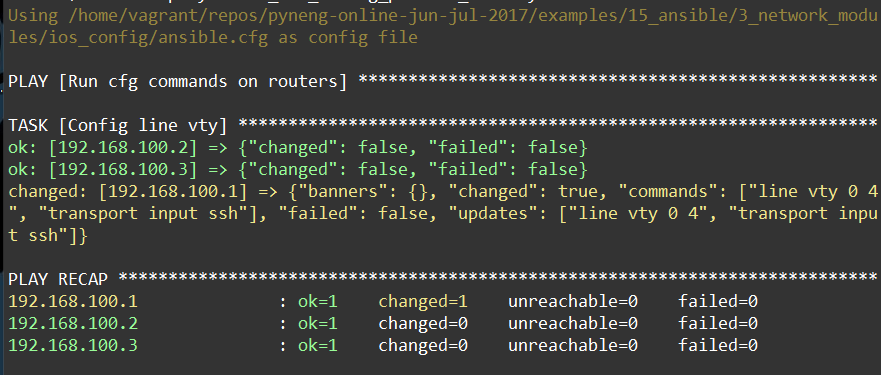 Using /home/vagrant/repos/pyneng-online-jun-jul-2017/examples/15_ansible/3_network_modu
les/ios_config/ansible.cfg as config file
PLAY [Run cfg commands on routers] ****************************************************
TASK [Config line vty] ****************************************************************
ok: [192.168.100.2] => {"changed": false, "failed": false}
ok: [192.168.100.3] => {"changed": false, "failed": false}
changed: [192.168.100.1] => {"banners": {}, "changed": true, "commands": ["line vty 0 4
", "transport input ssh"], "failed": false, "updates": ["line vty 0 4", "transport inpu
t ssh"]}
PLAY RECAP ****************************************************************************
192.168.100.1              : ok=1    changed=1    unreachable=0    failed=0
192.168.100.2              : ok=1    changed=0    unreachable=0    failed=0
192.168.100.3              : ok=1    changed=0    unreachable=0    failed=0